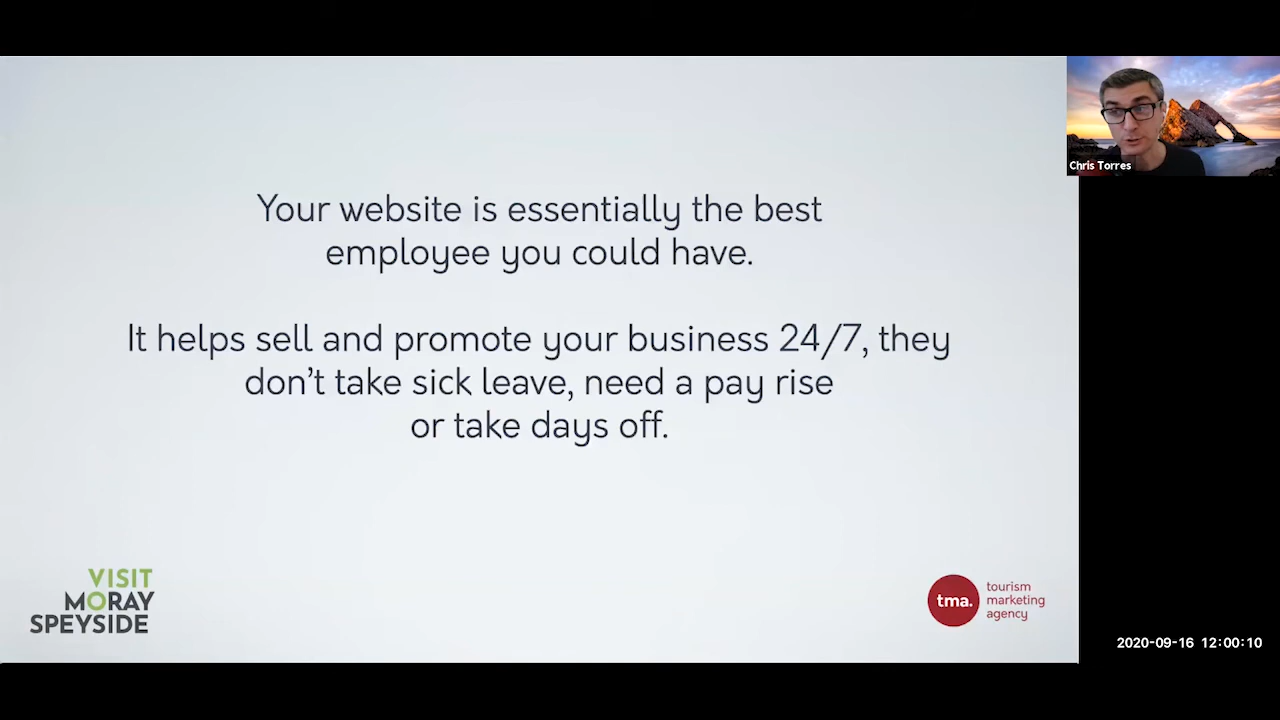 Chris Torres
Your website is essentially the best
employee you could have.
It helps sell and promote your business 24/7, they
don't take sick leave, need a pay rise
or take days off.
VISIT
MORAY
SPEYSIDE
tma.
tourism
marketing
agency
2020-09-16 12:00:10